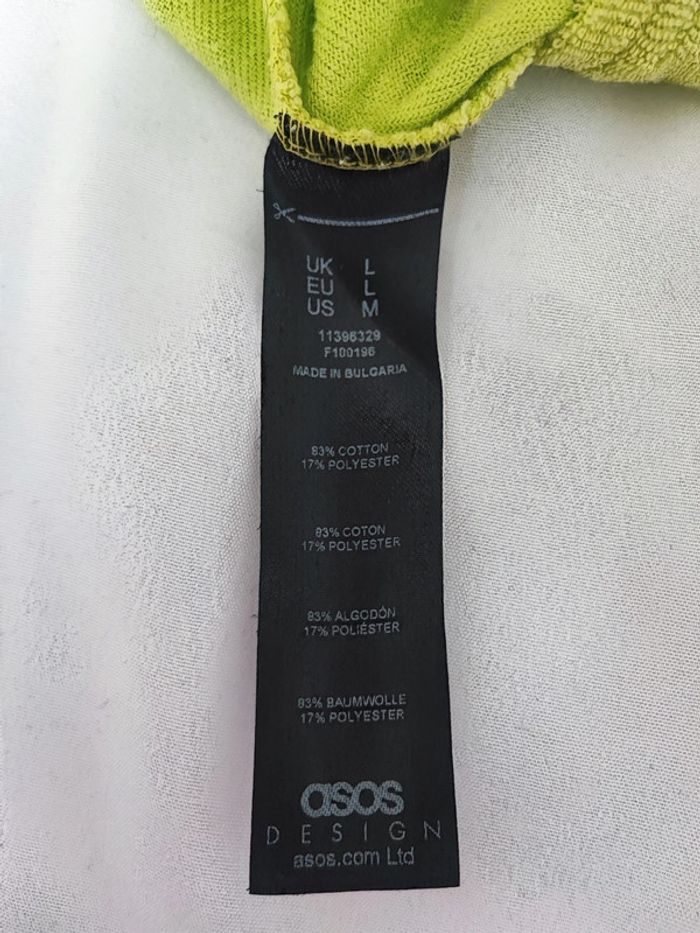 UK L
EU L
US M
11396329
F100196
MADE IN BULGARIA
83% COTTON
17% POLYESTER
83% COTON
17% POLYESTER
83% ALGODÓN
17% POLIÉSTER
83% BAUMWOLLE
17% POLYESTER
asos
DESIGN
asos.com Ltd